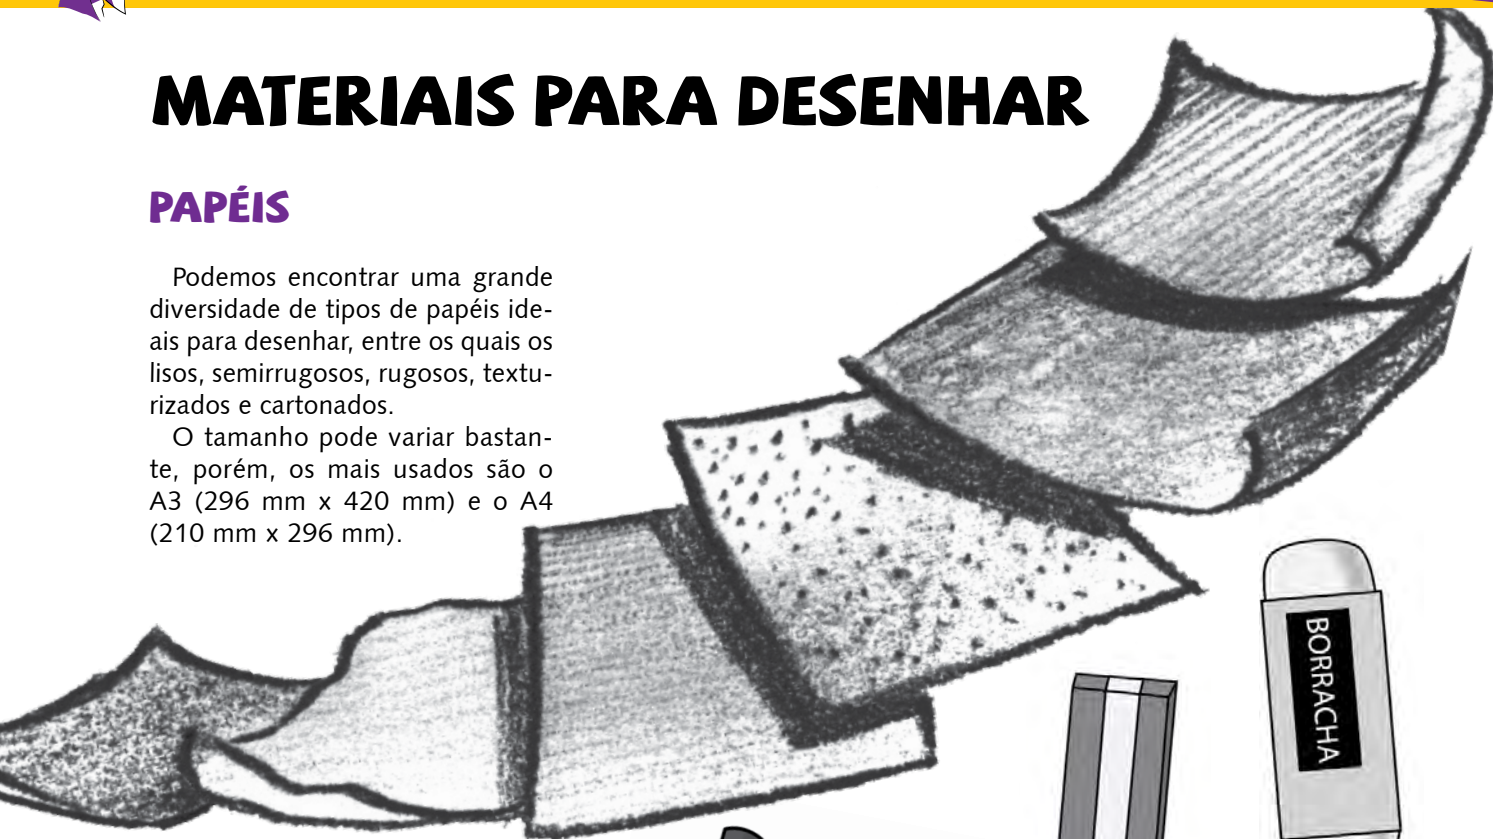 MATERIAIS PARA DESENHAR
PAPÉIS
Podemos encontrar uma grande
diversidade de tipos de papéis ide-
ais para desenhar, entre os quais os
lisos, semirrugosos, rugosos, textu-
rizados e cartonados.
O tamanho pode variar bastan-
te, porém, os mais usados são o
A3 (296 mm x 420 mm) e o A4
(210 mm x 296 mm).
BORRACHA